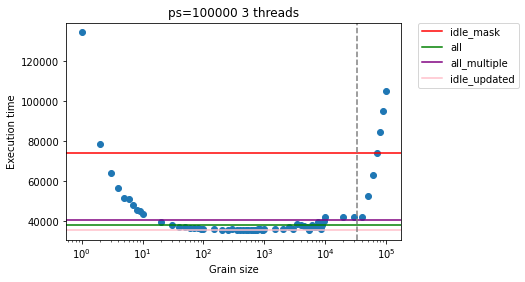 ps=100000 3 threads
idle_mask
all
all_multiple
idle_updated
Execution time
120000
100000
80000
60000
40000
10^0
10^1
10^2
10^3
10^4
10^5
Grain size